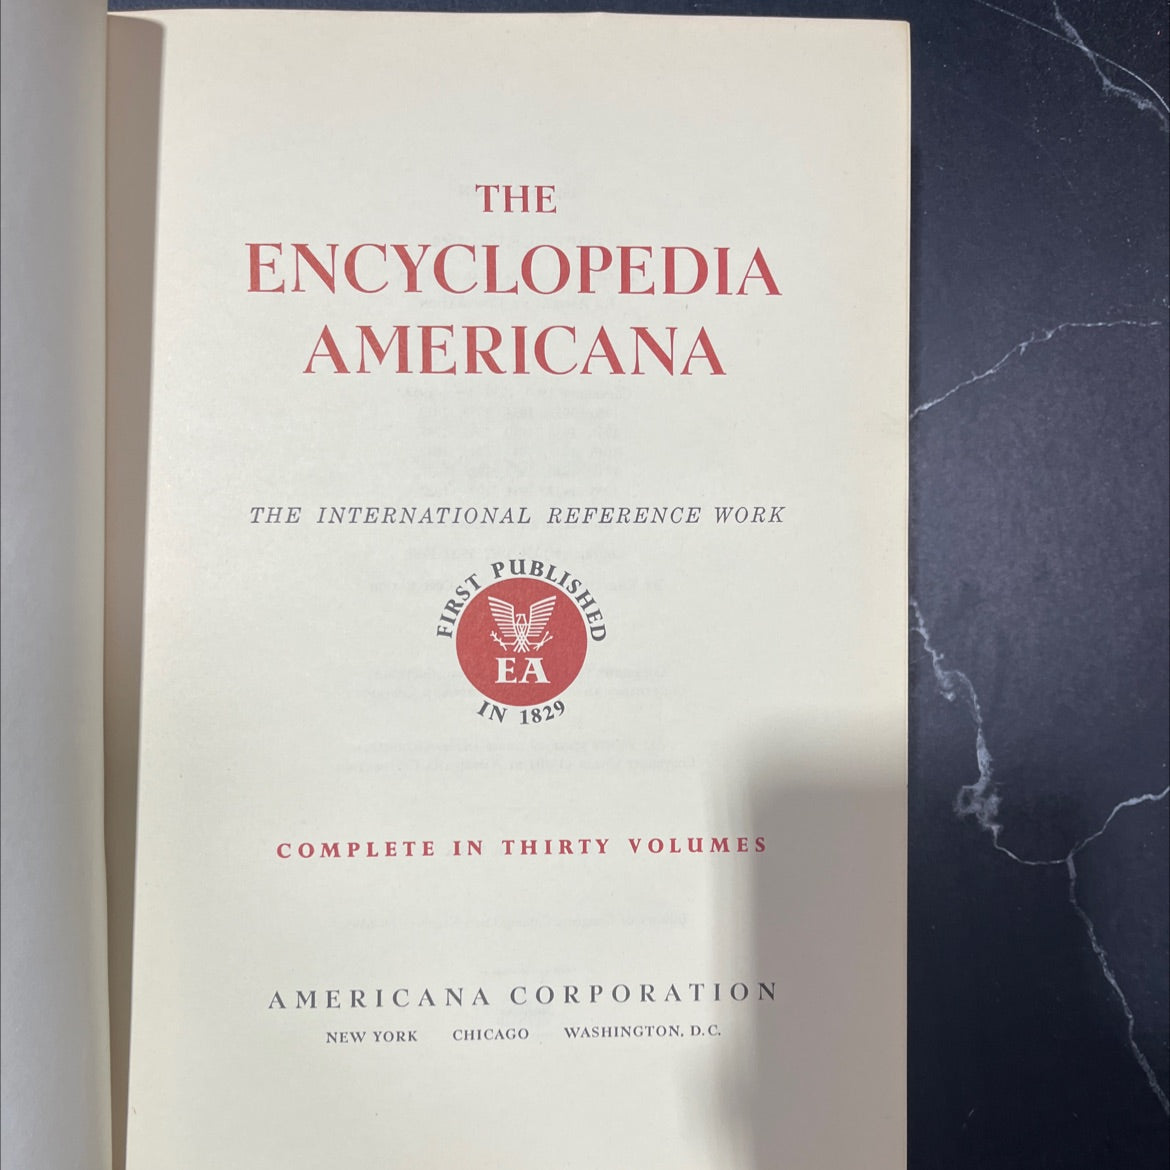 THE
ENCYCLOPEDIA
AMERICANA
THE INTERNATIONAL REFERENCE WORK
FIRST PUBLISHED
EA
IN 1829
COMPLETE IN THIRTY VOLUMES
AMERICANA CORPORATION
NEW YORK CHICAGO WASHINGTON, D.C.